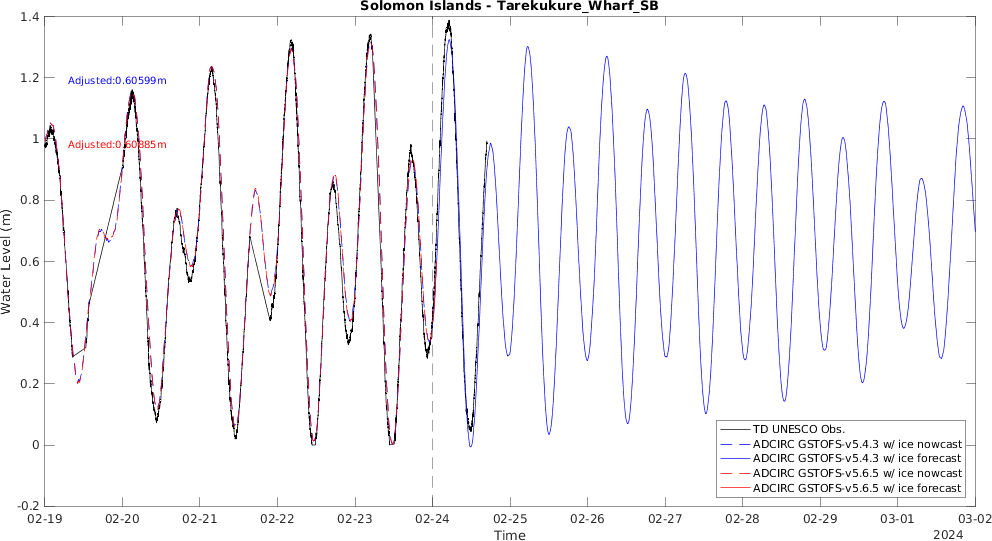 Solomon Islands - Tarekukure_Wharf_SB
1.4
1.2
1
0.8
0.6
0.4
0.2
0
-0.2
Water Level (m)
Adjusted:0.60599m
Adjusted:0.60885m
TD UNESCO Obs.
ADCIRC GSTOFS-v5.4.3 w/ ice nowcast
ADCIRC GSTOFS-v5.4.3 w/ ice forecast
ADCIRC GSTOFS-v5.6.5 w/ ice nowcast
ADCIRC GSTOFS-v5.6.5 w/ ice forecast
02-19 02-20 02-21 02-22 02-23 02-24 02-25 02-26 02-27 02-28 02-29 03-01 03-02
Time
2024